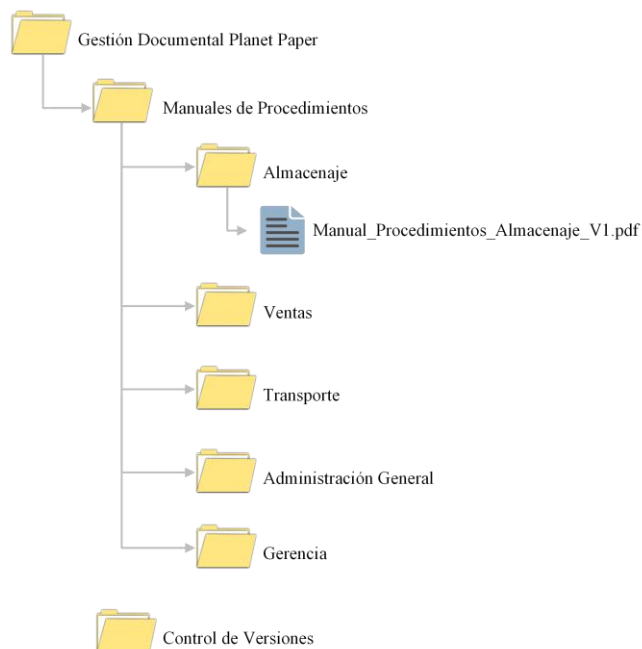 Gestión Documental Planet Paper
Manuales de Procedimientos
Almacenaje
Manual_Procedimientos_Almacenaje_V1.pdf
Ventas
Transporte
Administración General
Gerencia
Control de Versiones